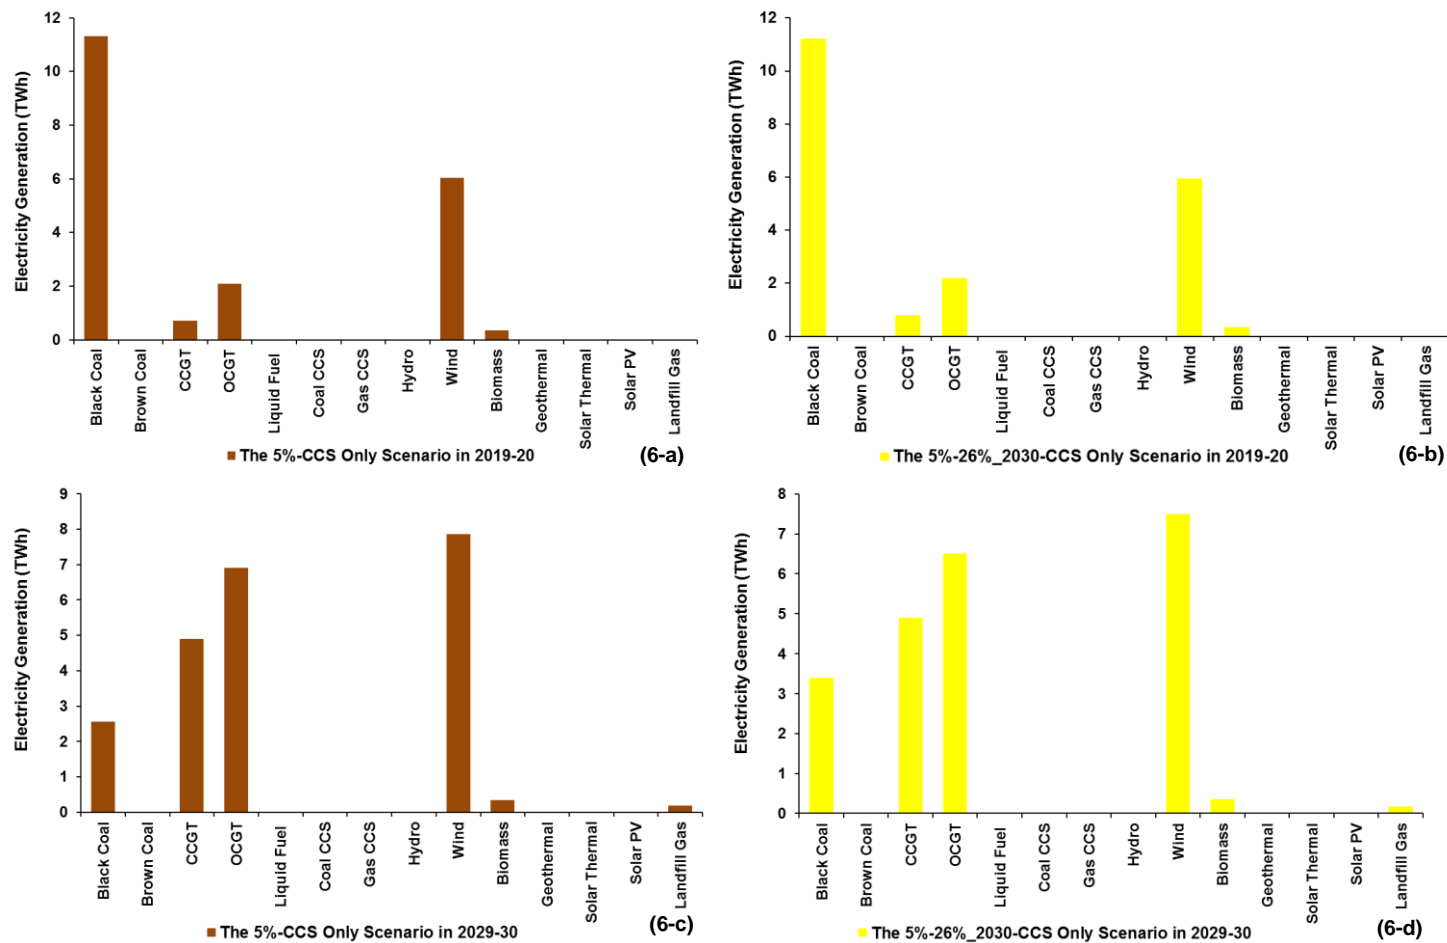 Electricity Generation (TWh)
12
10
8
6
4
2
0
Black Coal
Brown Coal
CCGT
OCGT
Liquid Fuel
Coal CCS
Gas CCS
Hydro
Wind
Biomass
Geothermal
Solar Thermal
Solar PV
Landfill Gas
The 5%-CCS Only Scenario in 2019-20
(6-a)
Electricity Generation (TWh)
12
10
8
6
4
2
0
Black Coal
Brown Coal
CCGT
OCGT
Liquid Fuel
Coal CCS
Gas CCS
Hydro
Wind
Biomass
Geothermal
Solar Thermal
Solar PV
Landfill Gas
The 5%-26%_2030-CCS Only Scenario in 2019-20
(6-b)
Electricity Generation (TWh)
9
8
7
6
5
4
3
2
1
0
Black Coal
Brown Coal
CCGT
OCGT
Liquid Fuel
Coal CCS
Gas CCS
Hydro
Wind
Biomass
Geothermal
Solar Thermal
Solar PV
Landfill Gas
The 5%-CCS Only Scenario in 2029-30
(6-c)
Electricity Generation (TWh)
8
7
6
5
4
3
2
1
0
Black Coal
Brown Coal
CCGT
OCGT
Liquid Fuel
Coal CCS
Gas CCS
Hydro
Wind
Biomass
Geothermal
Solar Thermal
Solar PV
Landfill Gas
The 5%-26%_2030-CCS Only Scenario in 2029-30
(6-d)